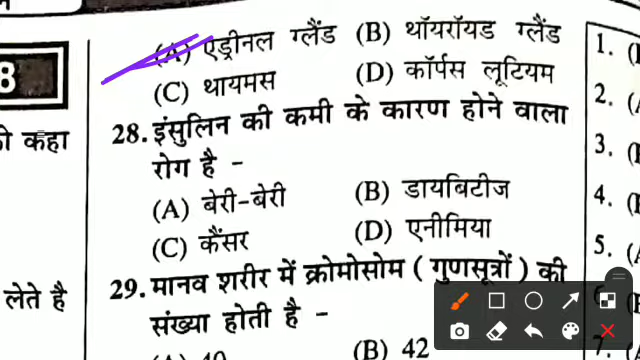 8
(A) एड्रीनल ग्लैंड (B) थॉयरॉयड ग्लैंड
(C) थायमस (D) कॉर्पस लूटियम
28. इंसुलिन की कमी के कारण होने वाला
रोग है -
(A) बेरी-बेरी (B) डायबिटीज
(C) कैंसर (D) एनीमिया
29. मानव शरीर में क्रोमोसोम (गुणसूत्रों) की
संख्या होती है -
(B) 42
कहा
लेते है
1.
2.
3.
4.
5.
7.